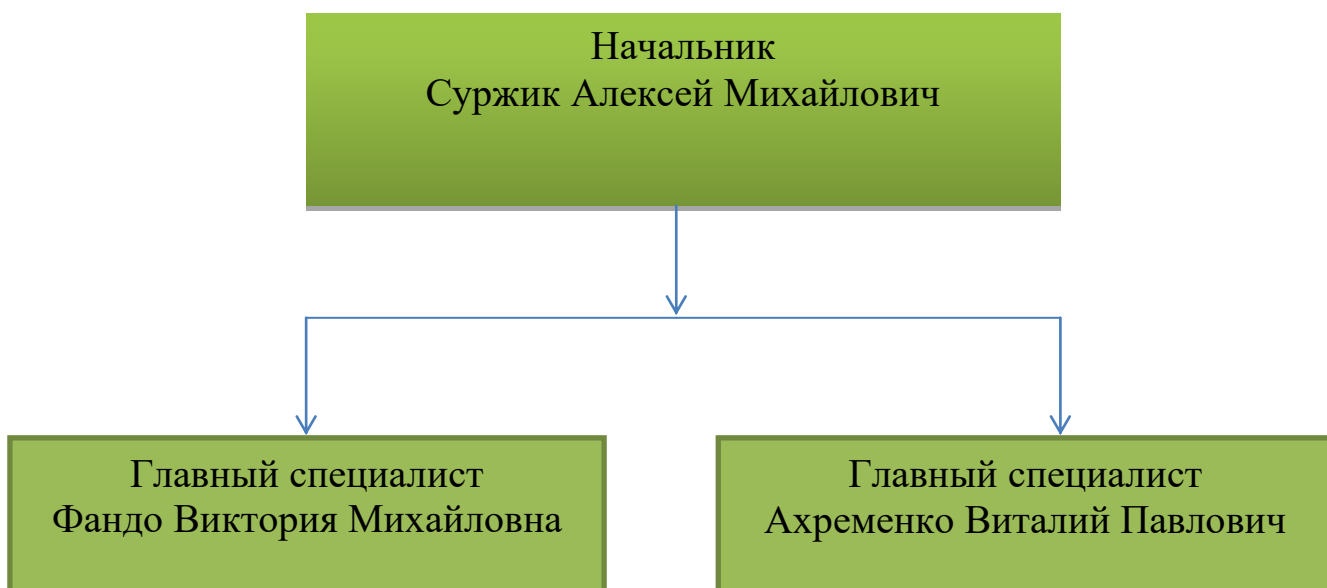 Начальник
Суржик Алексей Михайлович
Главный специалист
Фандо Виктория Михайловна
Главный специалист
Ахременко Виталий Павлович